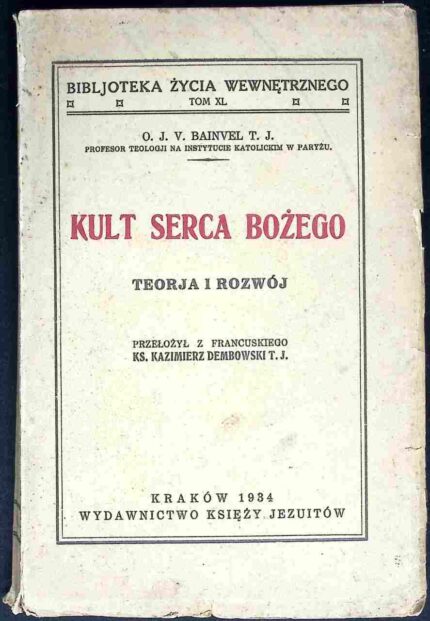 BIBLJOTEKA ŻYCIA WEWNĘTRZNEGO
TOM XL
O. J. V. BAINVEL T. J.
PROFESOR TEOLOGJI NA INSTYTUCIE KATOLICKIM W PARYŻU.
KULT SERCA BOŻEGO
TEORJA I ROZWÓJ
PRZEŁOŻYŁ Z FRANCUSKIEGO
KS. KAZIMIERZ DEMBOWSKI T. J.
KRAKÓW 1934
WYDAWNICTWO KSIĘŻY JEZUITÓW